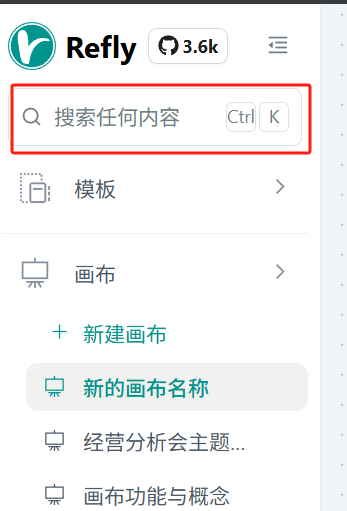 Refly 3.6k
搜索任何内容 Ctrl K
模板
画布
新建画布
新的画布名称
经营分析会主题...
画布功能与概念